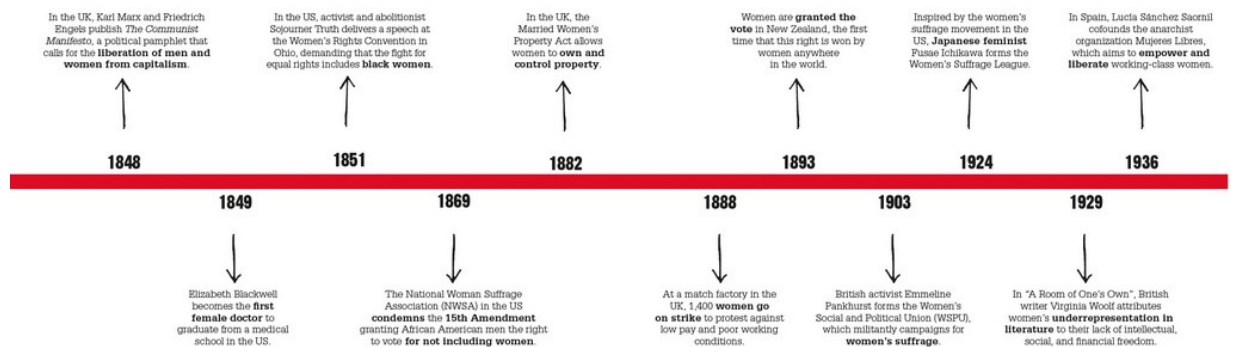 In the UK, Karl Marx and Friedrich
Engels publish The Communist
Manifesto, a political pamphlet that
calls for the liberation of men and
women from capitalism.
1848
In the US, activist and abolitionist
Sojourner Truth delivers a speech at
the Women's Rights Convention in
Ohio, demanding that the fight for
equal rights includes black women.
1851
In the UK, the
Married Women's
Property Act allows
women to own and
control property.
1882
Women are granted the
vote in New Zealand, the first
time that this right is won by
women anywhere
in the world.
1893
Inspired by the women's
suffrage movement in the
US, Japanese feminist
Fusae Ichikawa forms the
Women's Suffrage League.
1924
In Spain, Lucía Sánchez Saornil
cofounds the anarchist
organization Mujeres Libres,
which aims to empower and
liberate working-class women.
1936
1849
Elizabeth Blackwell
becomes the first
female doctor to
graduate from a medical
school in the US.
1869
The National Woman Suffrage
Association (NWSA) in the US
condemns the 15th Amendment
granting African American men the right
to vote for not including women.
1888
At a match factory in the
UK, 1,400 women go
on strike to protest against
low pay and poor working
conditions.
1903
British activist Emmeline
Pankhurst forms the Women's
Social and Political Union (WSPU),
which militantly campaigns for
women's suffrage.
1929
In "A Room of One's Own", British
writer Virginia Woolf attributes
women's underrepresentation in
literature to their lack of intellectual,
social, and financial freedom.